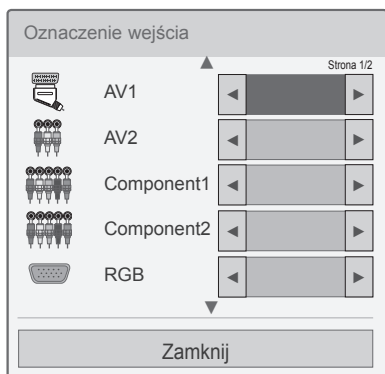 Oznaczenie wejścia
Strona 1/2
AV1
AV2
Component1
Component2
RGB
Zamknij